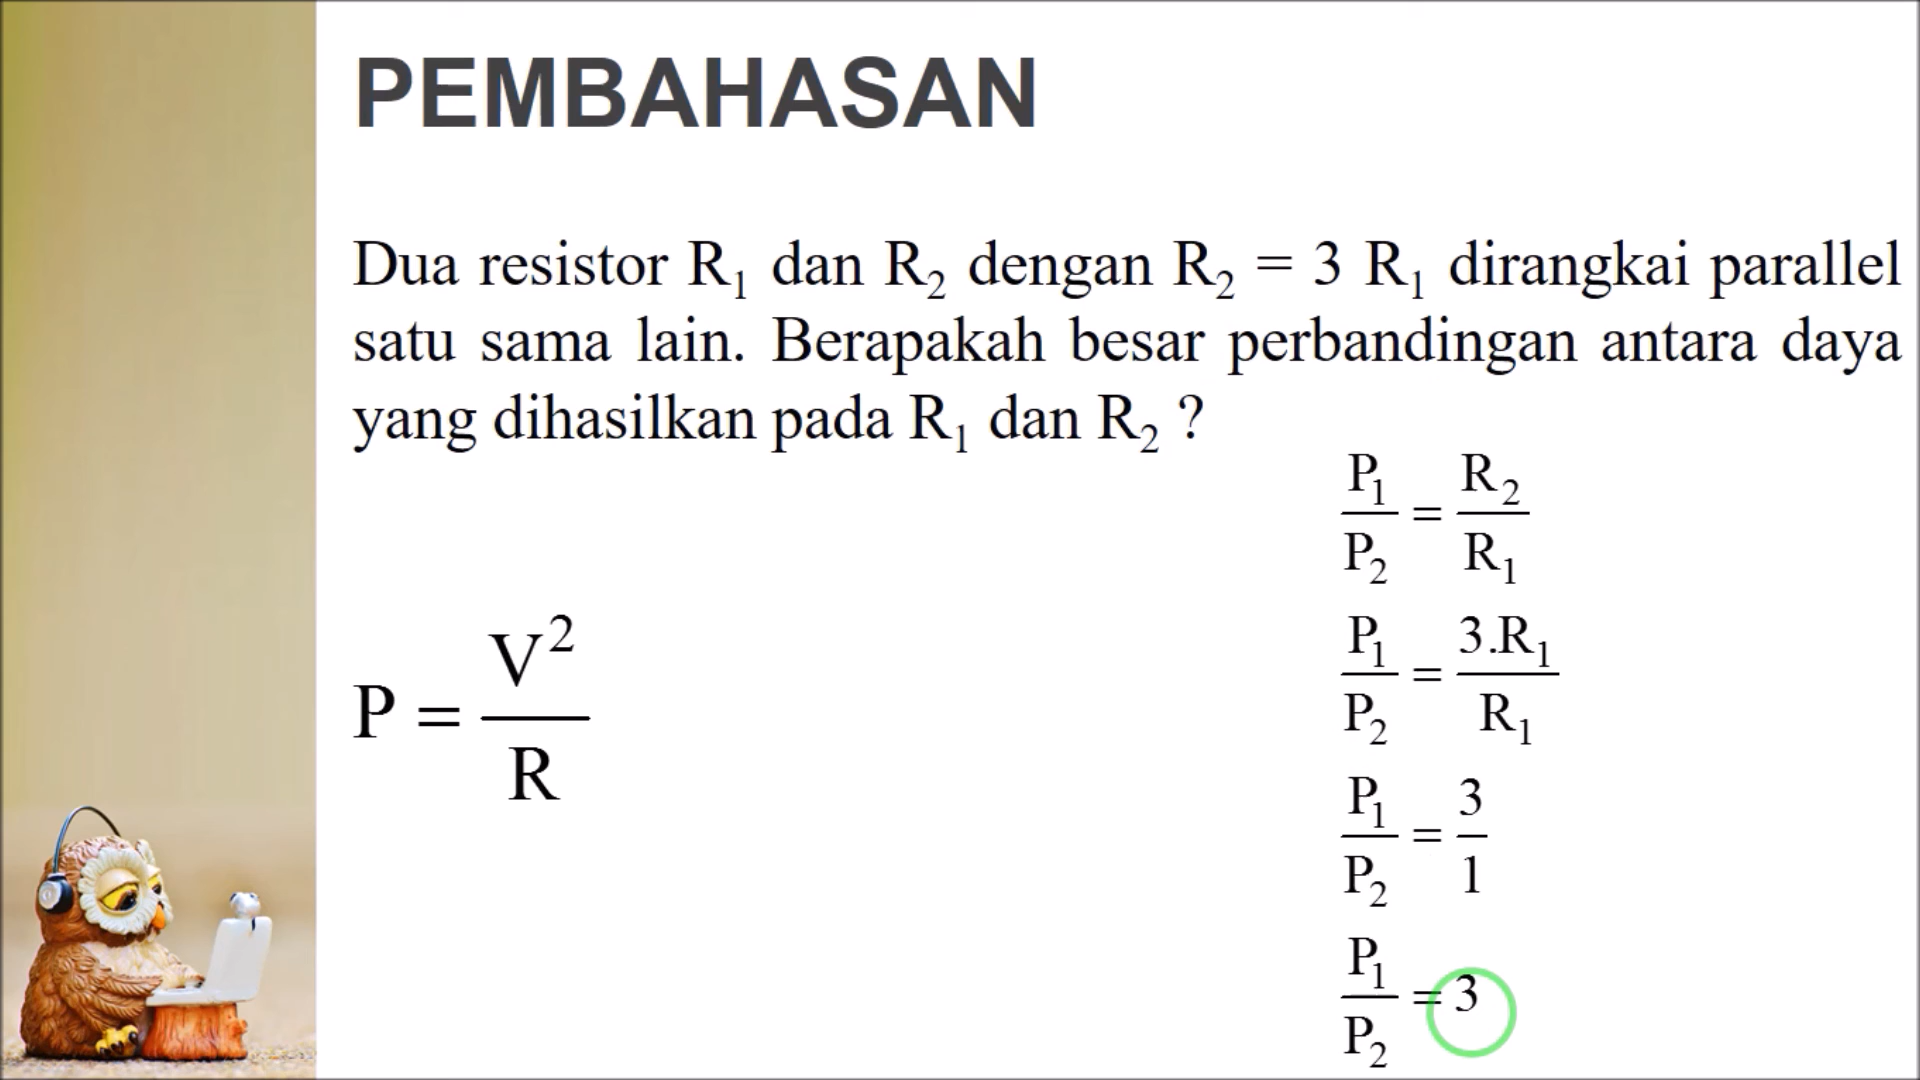 PEMBAHASAN
Dua resistor R₁ dan R₂ dengan R₂ = 3 R₁ dirangkai parallel
satu sama lain. Berapakah besar perbandingan antara daya
yang dihasilkan pada R₁ dan R₂ ?
P = V²/R
P₁/P₂ = R₂/R₁
P₁/P₂ = 3.R₁/R₁
P₁/P₂ = 3/1
P₁/P₂ = 3